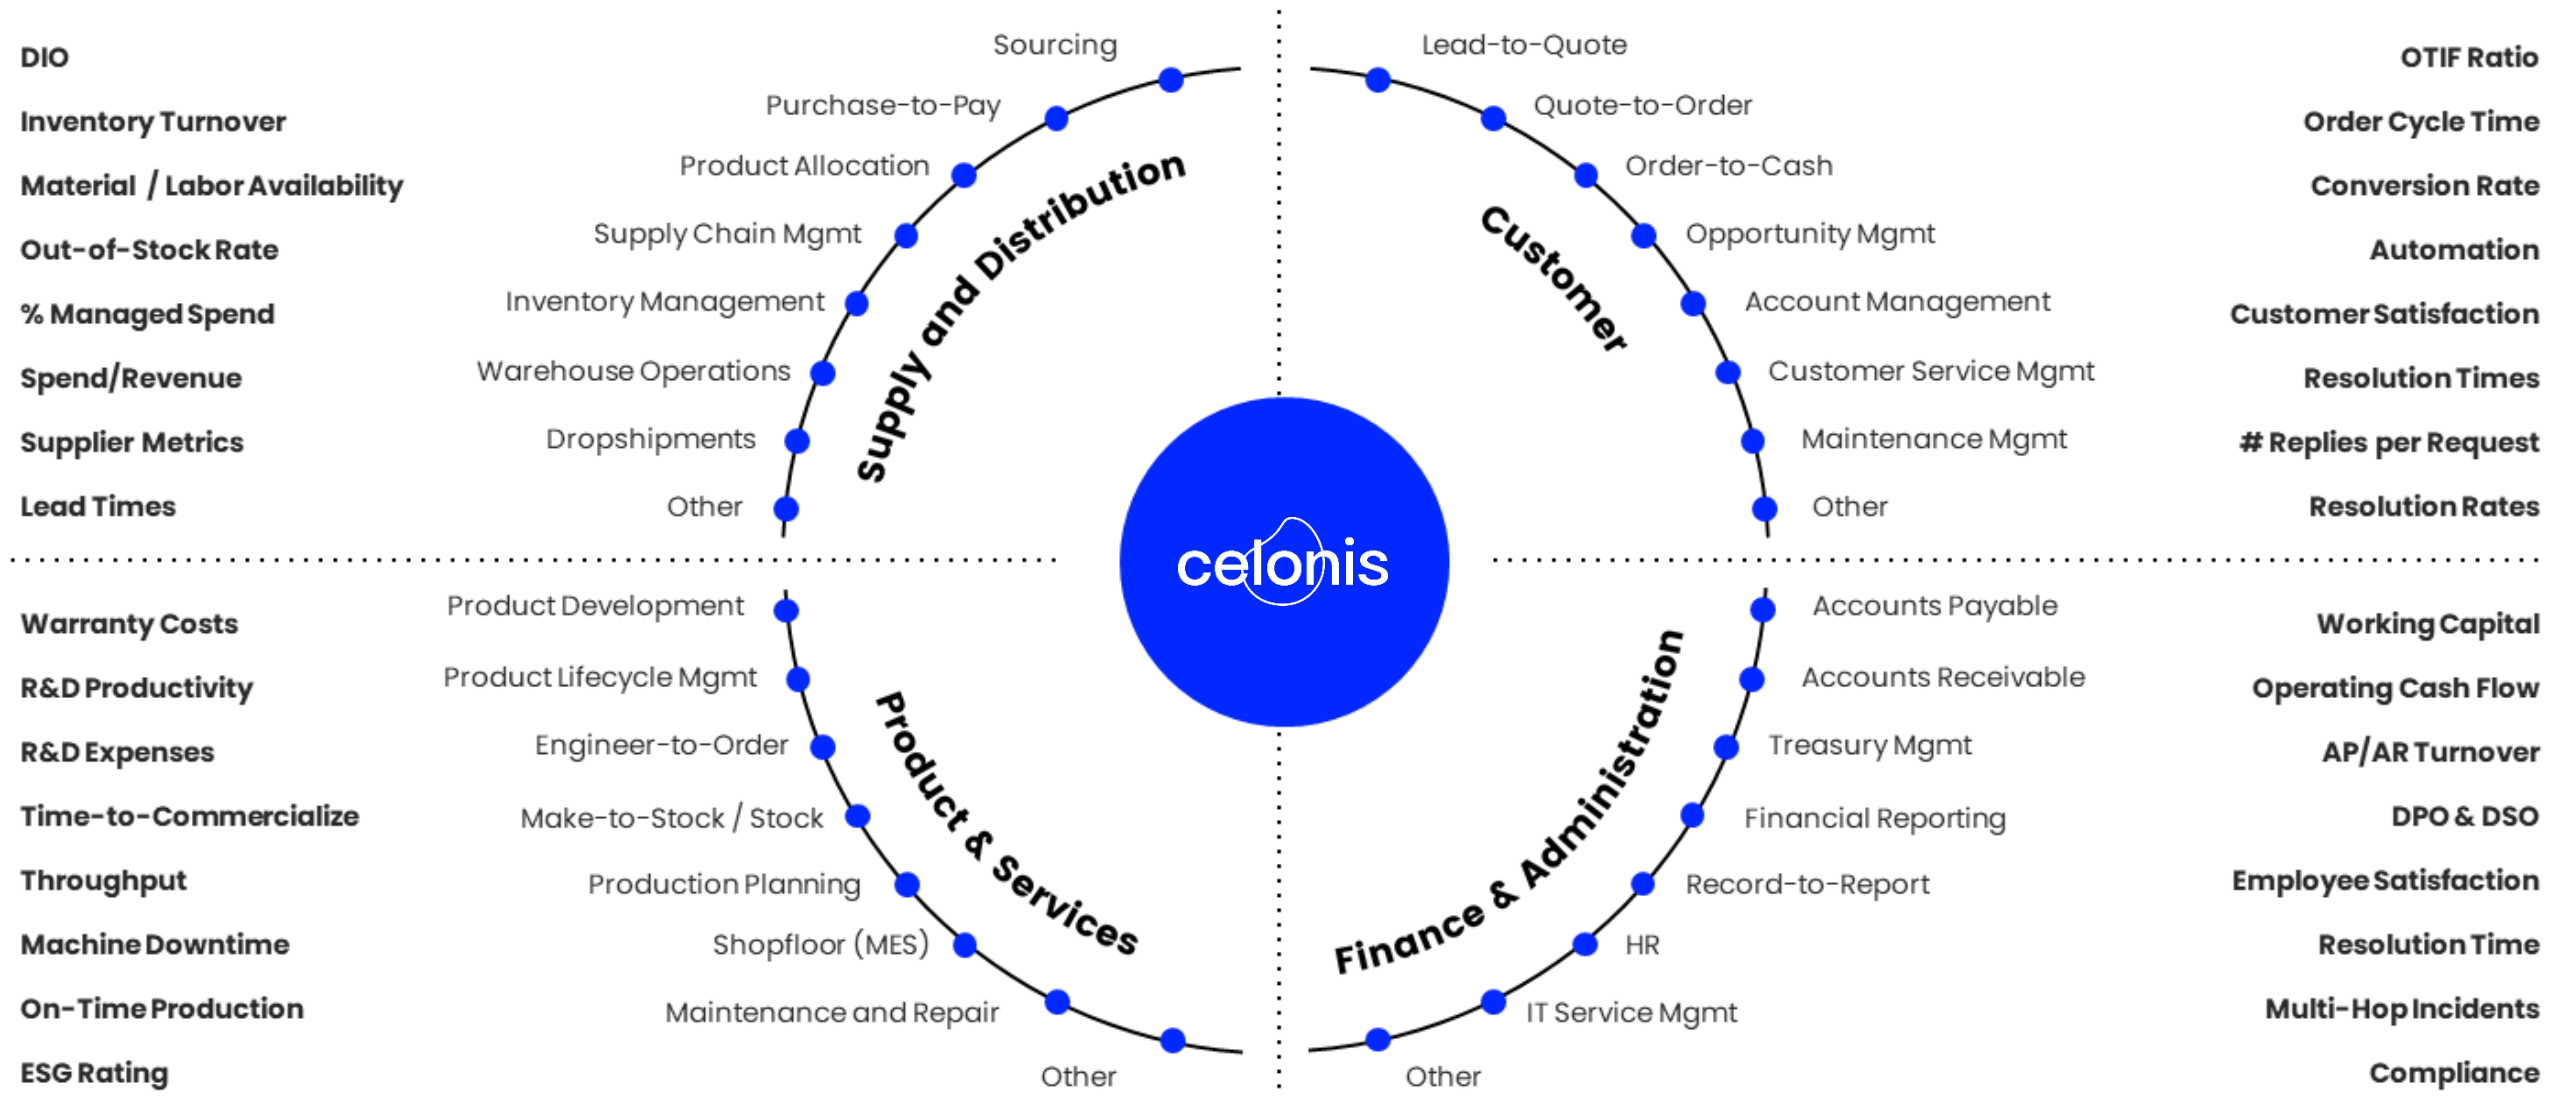 DIO
Inventory Turnover
Material / Labor Availability
Out-of-Stock Rate
% Managed Spend
Spend/Revenue
Supplier Metrics
Lead Times
Sourcing
Purchase-to-Pay
Product Allocation
Supply Chain Mgmt
Inventory Management
Warehouse Operations
Dropshipments
Other
supply and Distribution
Lead-to-Quote
Quote-to-Order
Order-to-Cash
Opportunity Mgmt
Account Management
Customer Service Mgmt
Maintenance Mgmt
Other
Customer
OTIF Ratio
Order Cycle Time
Conversion Rate
Automation
Customer Satisfaction
Resolution Times
# Replies per Request
Resolution Rates
celonis
Warranty Costs
R&D Productivity
R&D Expenses
Time-to-Commercialize
Throughput
Machine Downtime
On-Time Production
ESG Rating
Product Development
Product Lifecycle Mgmt
Engineer-to-Order
Make-to-Stock / Stock
Production Planning
Shopfloor (MES)
Maintenance and Repair
Other
Product & Services
Accounts Payable
Accounts Receivable
Treasury Mgmt
Financial Reporting
Record-to-Report
HR
IT Service Mgmt
Other
Finance & Administration
Working Capital
Operating Cash Flow
AP/AR Turnover
DPO & DSO
Employee Satisfaction
Resolution Time
Multi-Hop Incidents
Compliance